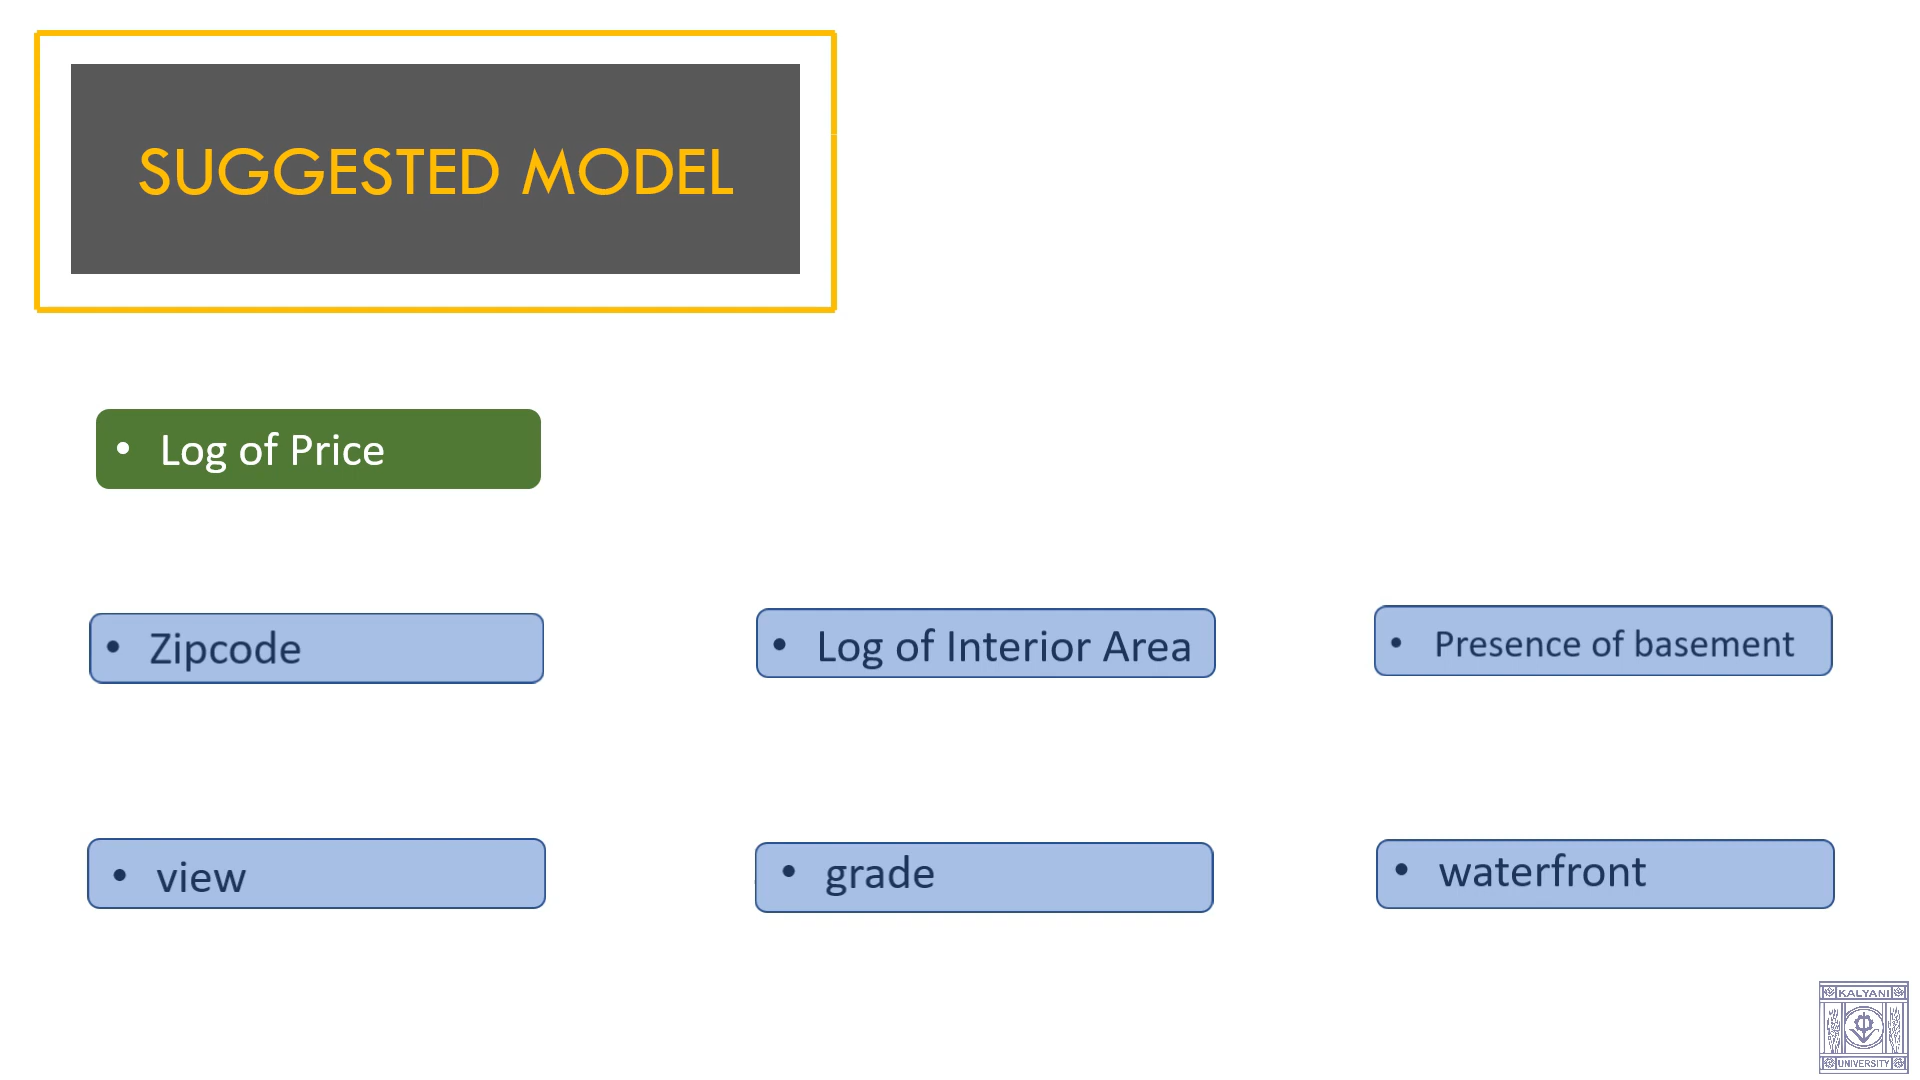 SUGGESTED MODEL
• Log of Price
• Zipcode
• Log of Interior Area
• Presence of basement
• view
• grade
• waterfront
KALYANI
UNIVERSITY